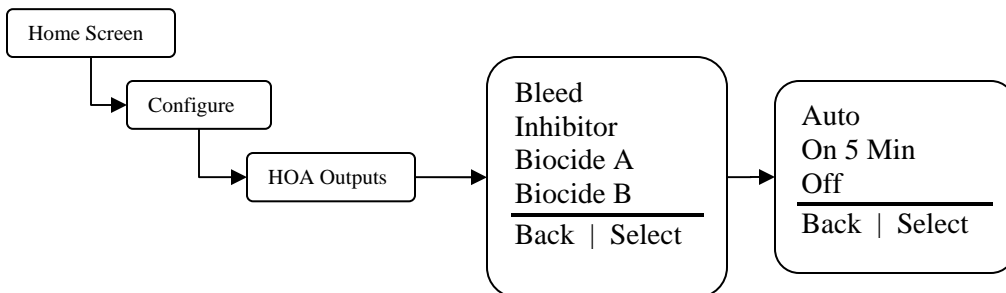 Home Screen
Configure
HOA Outputs
Bleed
Inhibitor
Biocide A
Biocide B
Back | Select
Auto
On 5 Min
Off
Back | Select